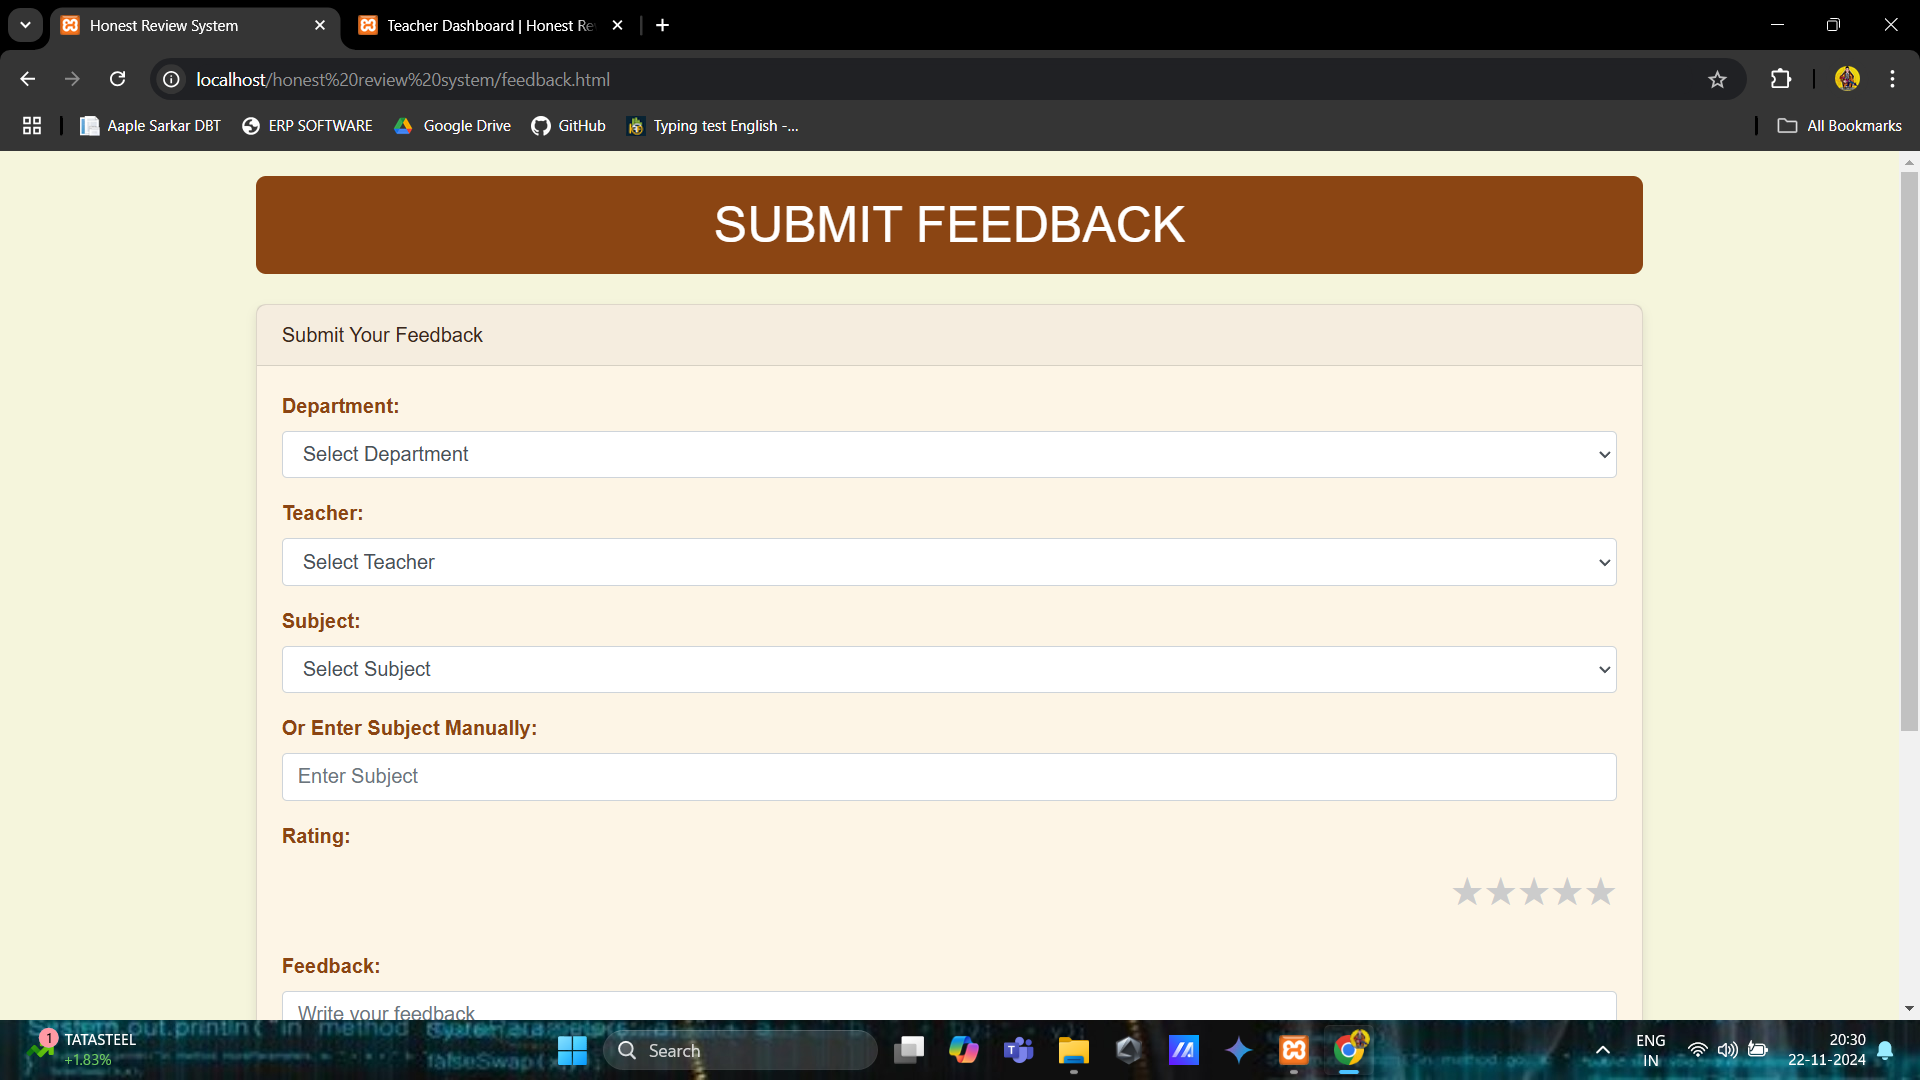 Honest Review System
Teacher Dashboard | Honest Re
localhost/honest%20review%20system/feedback.html
Aaple Sarkar DBT
ERP SOFTWARE
Google Drive
GitHub
Typing test English -...
All Bookmarks
SUBMIT FEEDBACK
Submit Your Feedback
Department:
Select Department
Teacher:
Select Teacher
Subject:
Select Subject
Or Enter Subject Manually:
Enter Subject
Rating:
Feedback:
Write your feedback
1
TATASTEEL
+1.83%
Search
ENG
IN
20:30
22-11-2024